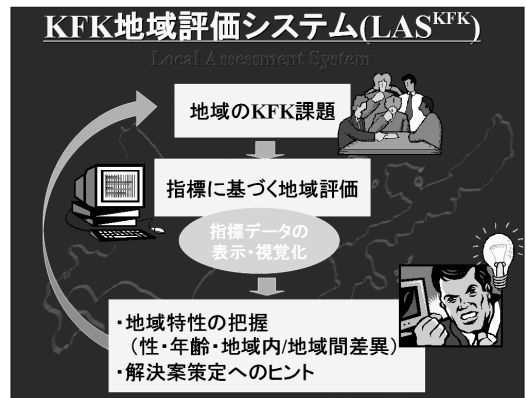 KFK地域評価システム(LASᴷᶠᴷ)
Local Assessment System
地域のKFK課題
指標に基づく地域評価
指標データの
表示・視覚化
・地域特性の把握
（性・年齢・地域内/地域間差異）
・解決案策定へのヒント